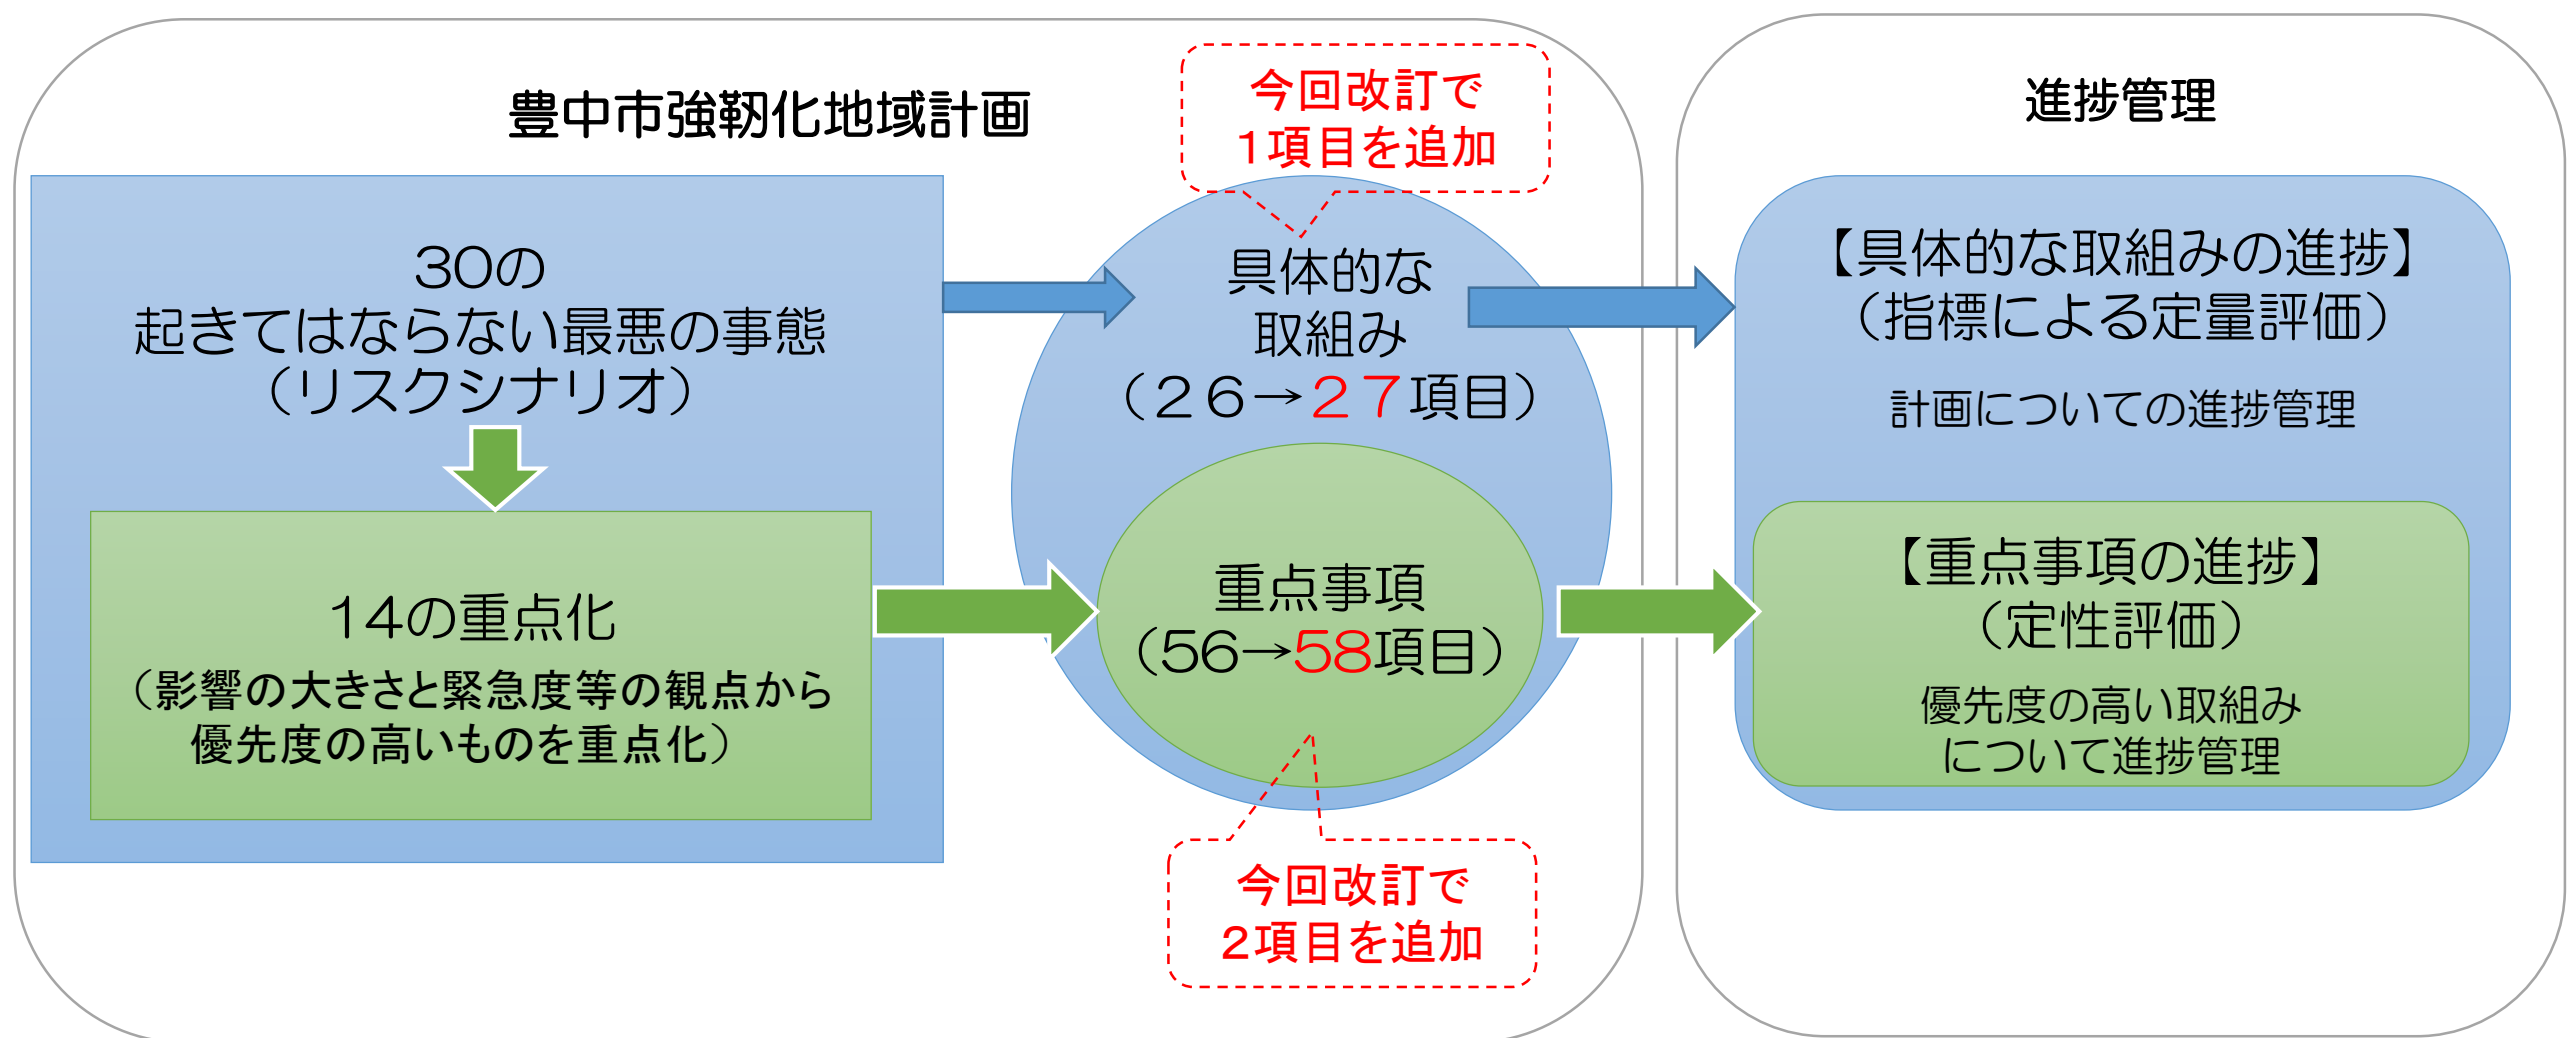 豊中市強靭化地域計画
30の
起きてはならない最悪の事態
（リスクシナリオ）
14の重点化
（影響の大きさと緊急度等の観点から
優先度の高いものを重点化）
今回改訂で
1項目を追加
具体的な
取組み
（２６→２７項目）
重点事項
（56→58項目）
今回改訂で
2項目を追加
進捗管理
【具体的な取組みの進捗】
（指標による定量評価）
計画についての進捗管理
【重点事項の進捗】
（定性評価）
優先度の高い取組み
について進捗管理